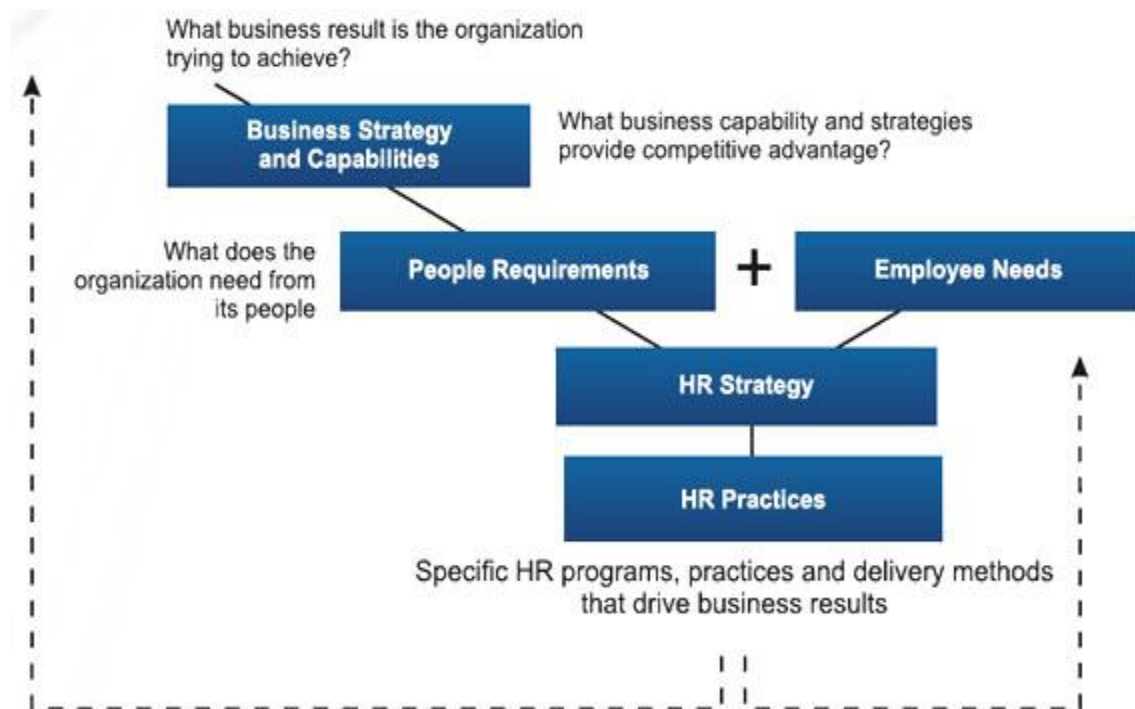 What business result is the organization
trying to achieve?
Business Strategy
and Capabilities
What business capability and strategies
provide competitive advantage?
What does the
organization need from
its people
People Requirements
+
Employee Needs
HR Strategy
HR Practices
Specific HR programs, practices and delivery methods
that drive business results